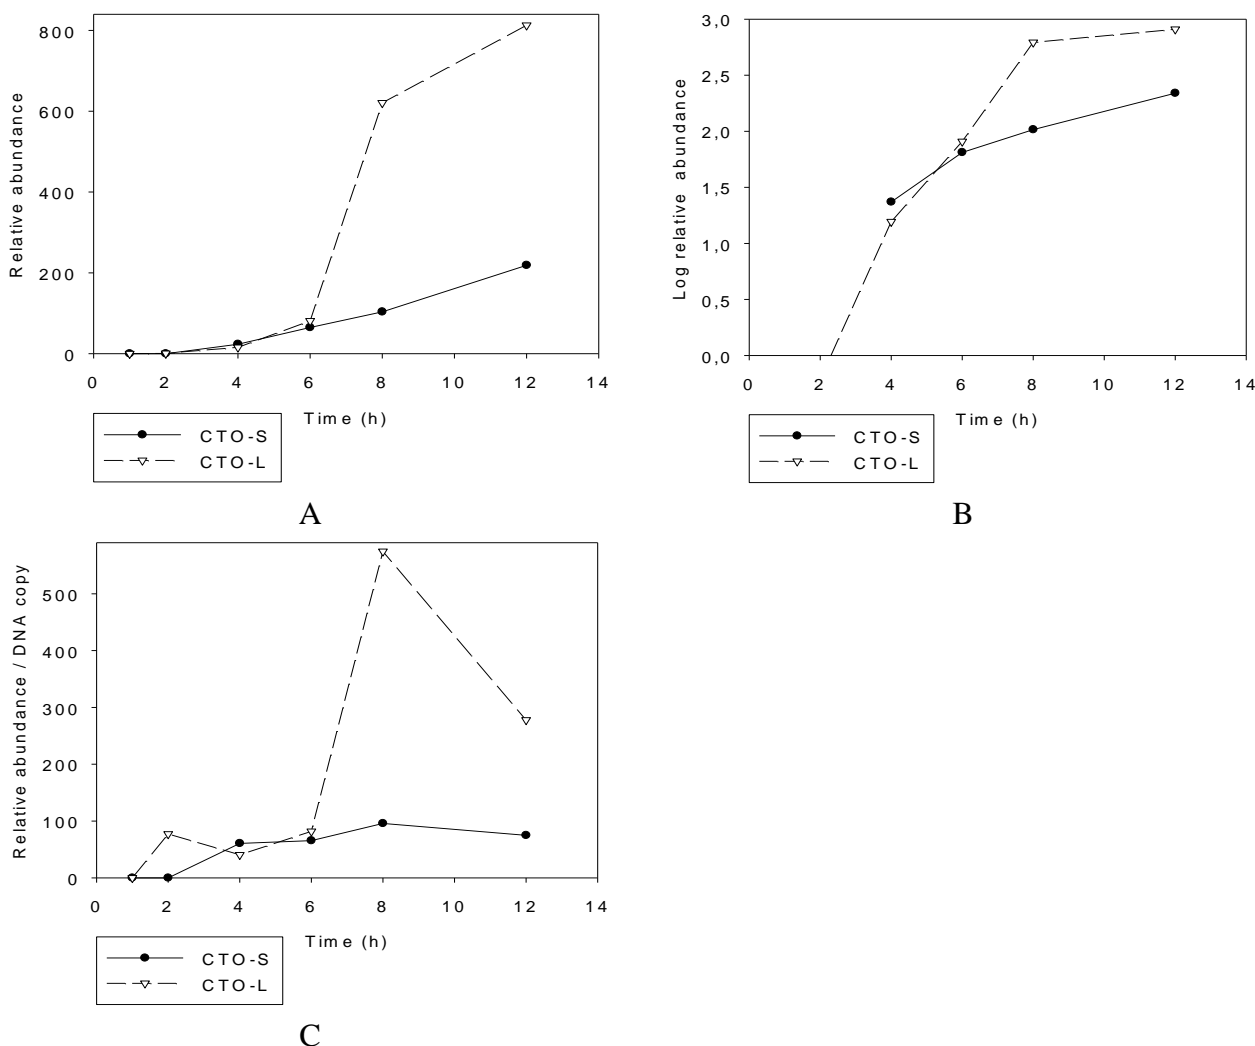 Relative abundance
800
600
400
200
0
0 2 4 6 8 10 12 14
Time (h)
CTO-S
CTO-L
A
Log relative abundance
3,0
2,5
2,0
1,5
1,0
0,5
0,0
0 2 4 6 8 10 12 14
Time (h)
CTO-S
CTO-L
B
Relative abundance / DNA copy
500
400
300
200
100
0
0 2 4 6 8 10 12 14
Time (h)
CTO-S
CTO-L
C